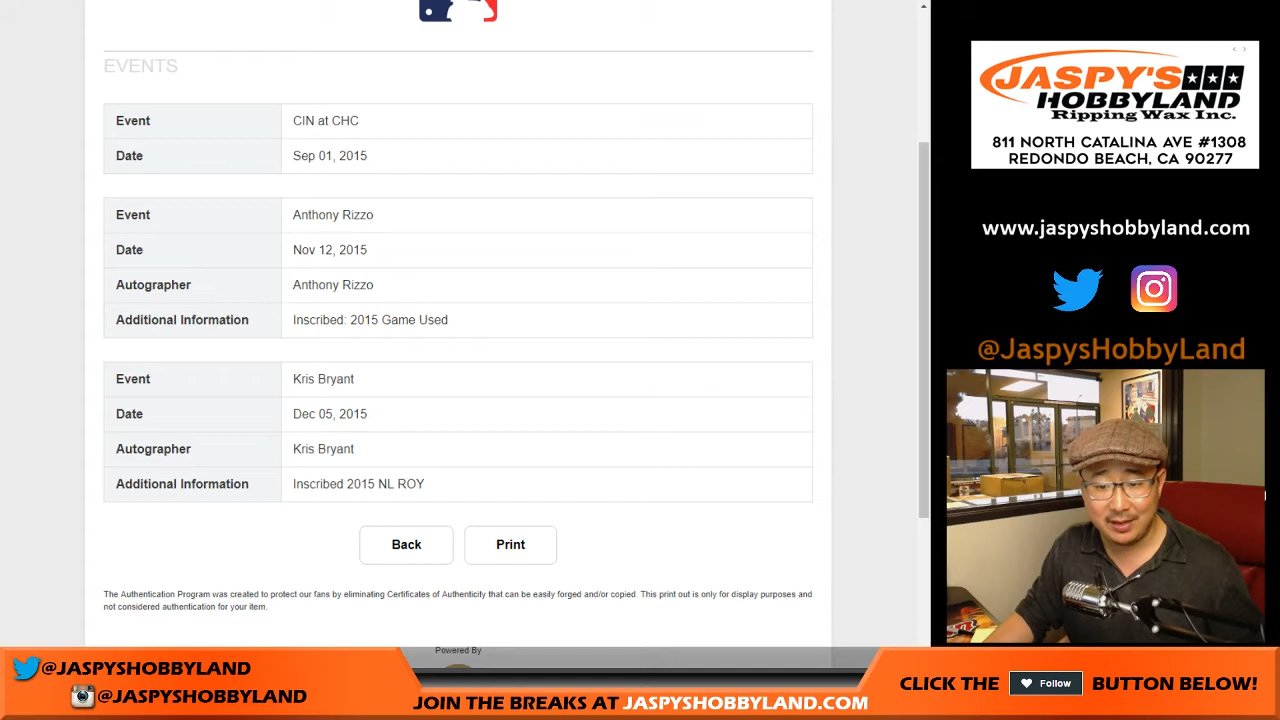 EVENTS
Event CIN at CHC
Date Sep 01, 2015
Event Anthony Rizzo
Date Nov 12, 2015
Autographer Anthony Rizzo
Additional Information Inscribed: 2015 Game Used
Event Kris Bryant
Date Dec 05, 2015
Autographer Kris Bryant
Additional Information Inscribed 2015 NL ROY
Back Print
The Authentication Program was created to protect our fans by eliminating Certificates of Authenticity that can be easily forged and/or copied. This print out is only for display purposes and
not considered authentication for your item.
Powered By
JASPY'S
HOBBYLAND
Ripping Wax Inc.
811 NORTH CATALINA AVE #1308
REDONDO BEACH, CA 90277
www.jaspyshobbyland.com
@JaspysHobbyLand
@JASPYSHOBBYLAND
@JASPYSHOBBYLAND
JOIN THE BREAKS AT JASPYSHOBBYLAND.COM
CLICK THE Follow BUTTON BELOW!